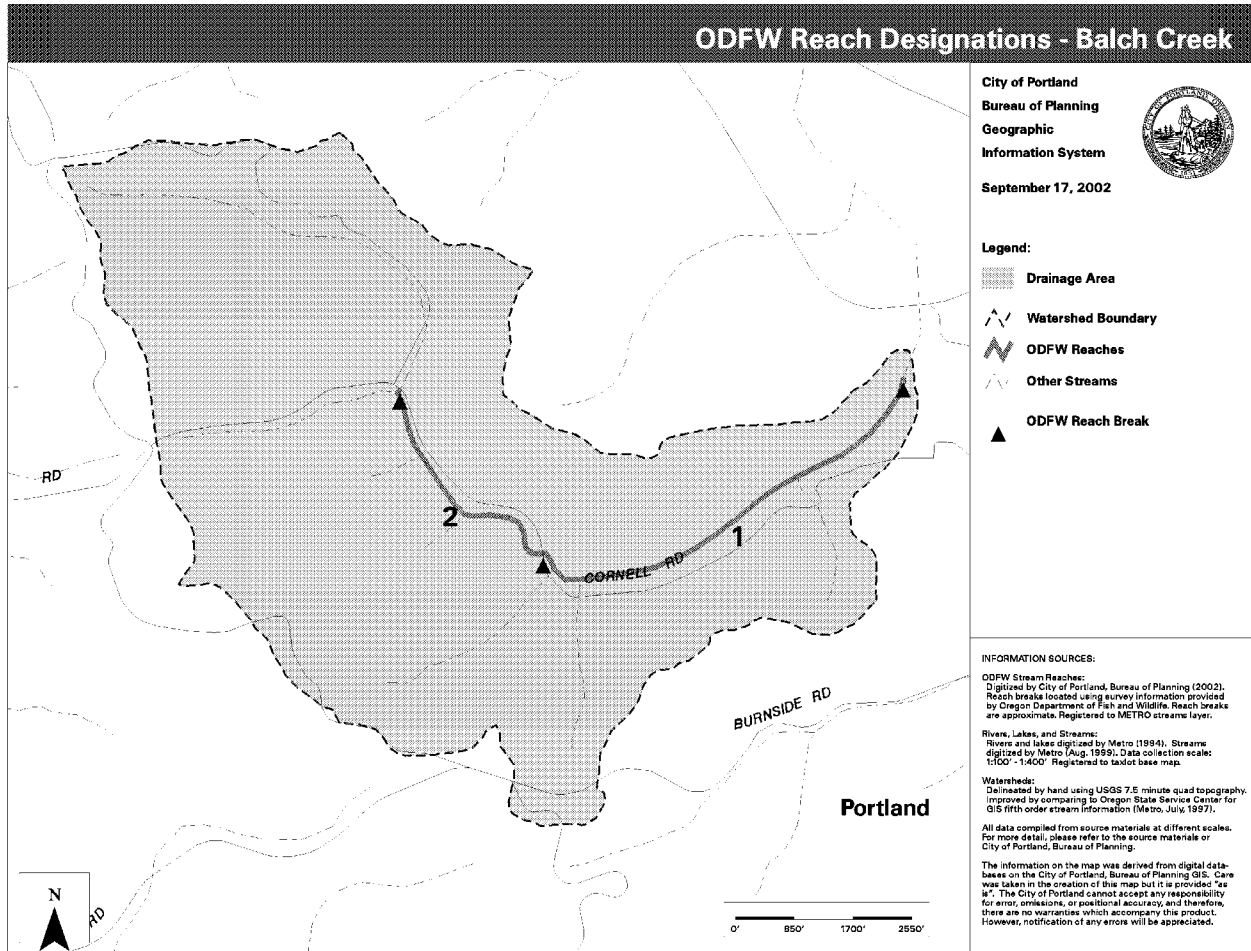 ODFW Reach Designations - Balch Creek
City of Portland
Bureau of Planning
Geographic
Information System
September 17, 2002
Legend:
Drainage Area
Watershed Boundary
ODFW Reaches
Other Streams
ODFW Reach Break
RD
2
1
CORNELL RD
BURNSIDE RD
Portland
N
RD
0' 850' 1700' 2550'
INFORMATION SOURCES:
ODFW Stream Reaches:
Digitized by City of Portland, Bureau of Planning (2002).
Reach breaks located using survey information provided
by Oregon Department of Fish and Wildlife. Reach breaks
are approximate. Registered to METRO streams layer.
Rivers, Lakes, and Streams:
Rivers and lakes digitized by Metro (1994). Streams
digitized by Metro (Aug. 1999). Data collection scale:
1:100' - 1:400' Registered to taxlot base map.
Watersheds:
Delineated by hand using USGS 7.5 minute quad topography.
Improved by comparing to Oregon State Service Center for
GIS fifth order stream information (Metro, July, 1997).
All data compiled from source materials at different scales.
For more detail, please refer to the source materials or
City of Portland, Bureau of Planning.
The information on the map was derived from digital data-
bases on the City of Portland, Bureau of Planning GIS. Care
was taken in the creation of this map but it is provided "as
is". The City of Portland cannot accept any responsibility
for error, omissions, or positional accuracy, and therefore,
there are no warranties which accompany this product.
However, notification of any errors will be appreciated.